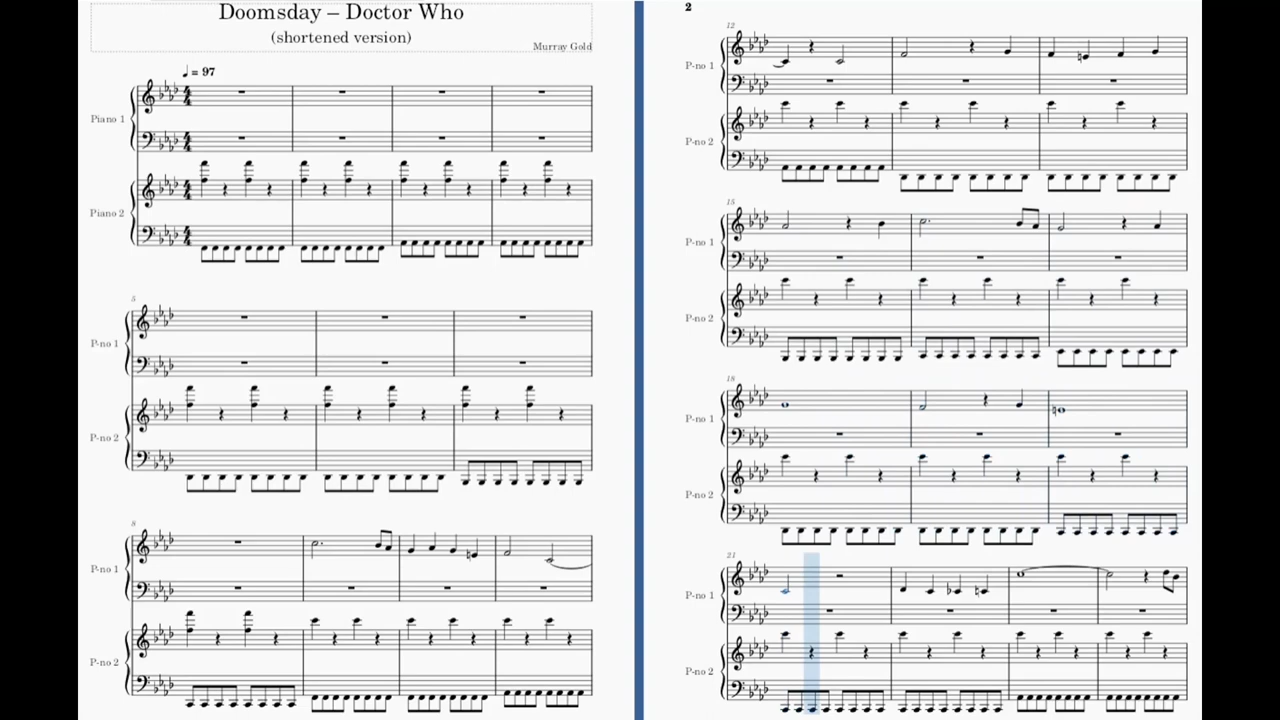 Doomsday – Doctor Who
(shortened version)
Murray Gold
♩ = 97
Piano 1
Piano 2
5
P-no 1
P-no 2
8
P-no 1
P-no 2
2
12
P-no 1
P-no 2
15
P-no 1
P-no 2
18
P-no 1
P-no 2
21
P-no 1
P-no 2